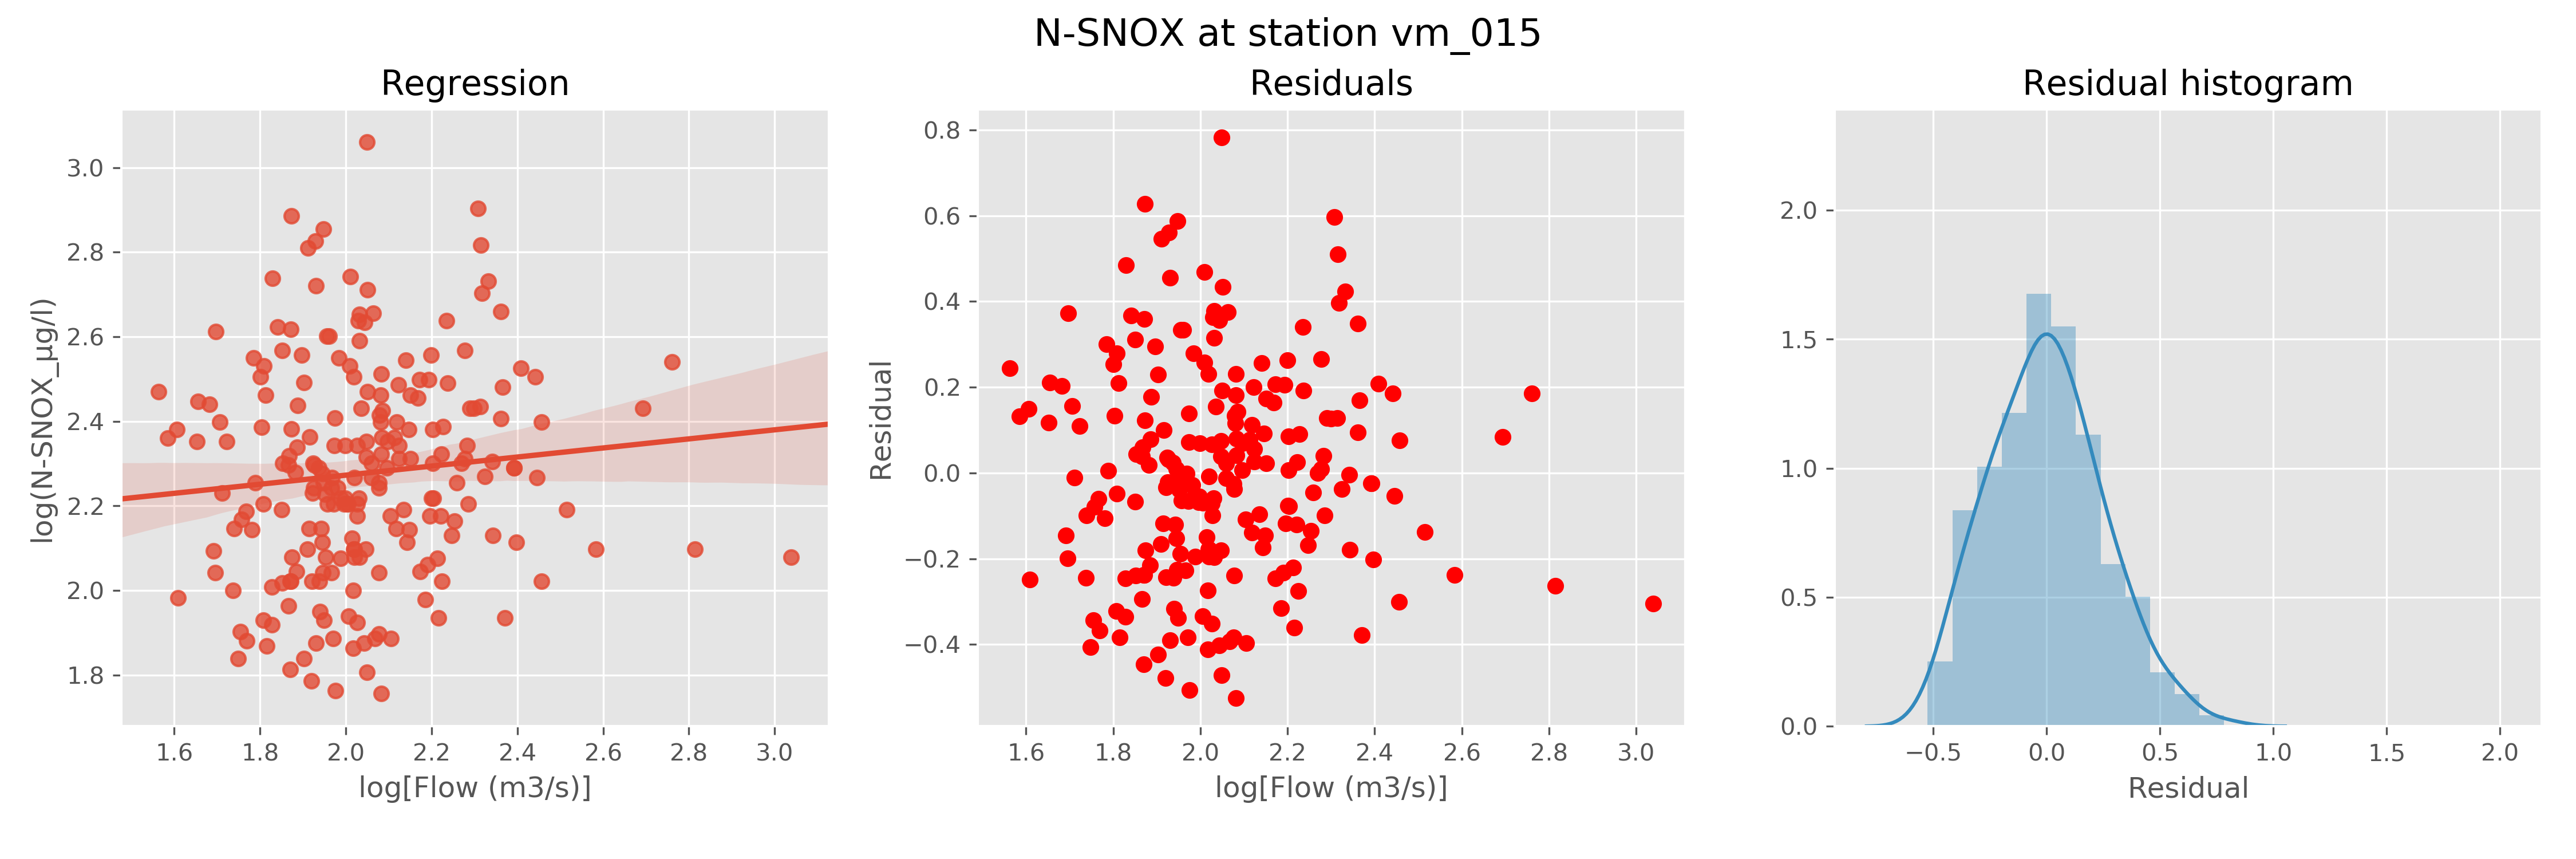 N-SNOX at station vm_015
Regression
3.0
2.8
2.6
2.4
2.2
2.0
1.8
log(N-SNOX_µg/l)
1.6 1.8 2.0 2.2 2.4 2.6 2.8 3.0
log[Flow (m3/s)]
Residuals
0.8
0.6
0.4
0.2
0.0
−0.2
−0.4
Residual
1.6 1.8 2.0 2.2 2.4 2.6 2.8 3.0
log[Flow (m3/s)]
Residual histogram
2.0
1.5
1.0
0.5
0.0
−0.5 0.0 0.5 1.0 1.5 2.0
Residual